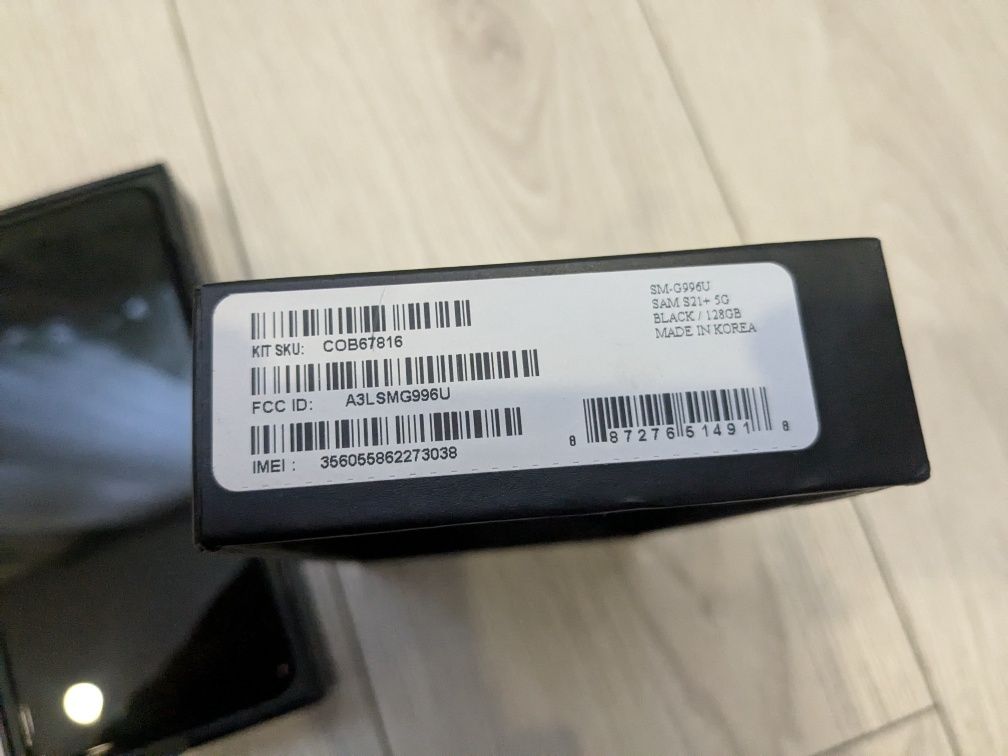 KIT SKU: COB67816
FCC ID: A3LSMG996U
IMEI : 356055862273038
SM-G996U
SAM S21+ 5G
BLACK / 128GB
MADE IN KOREA
8 87276 51491 8